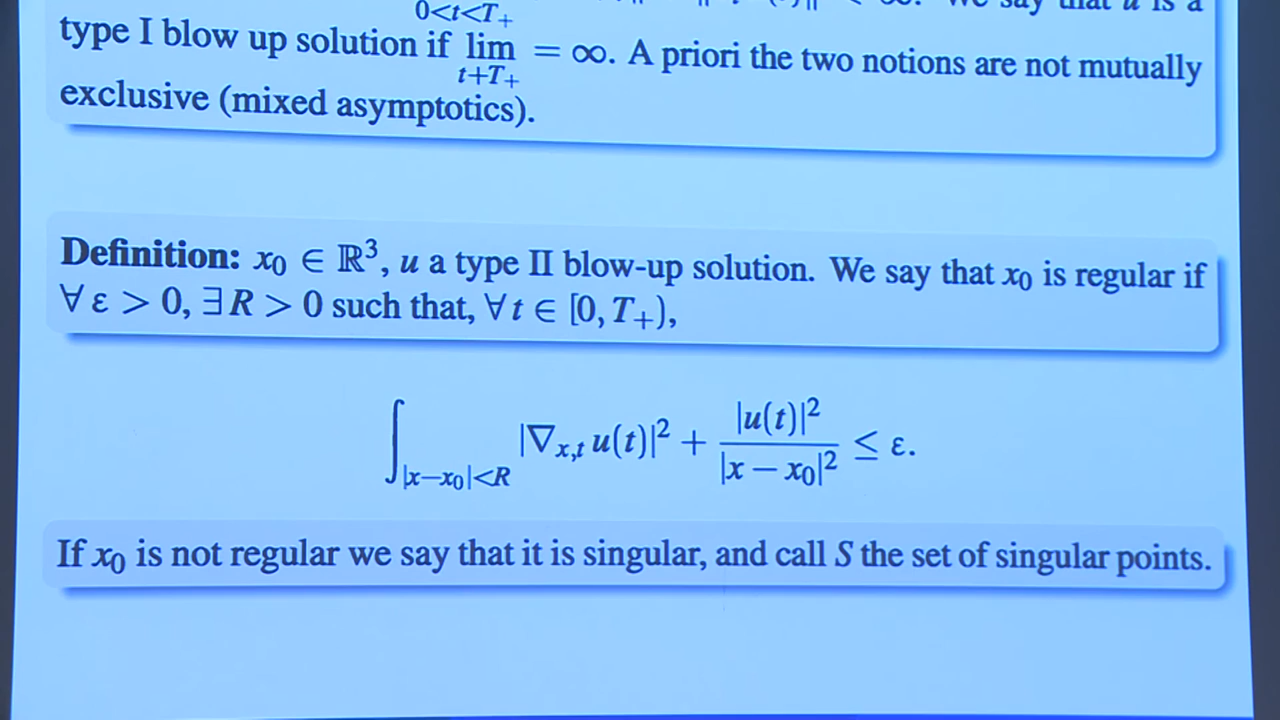 0<t<T₊
that u is a
type I blow up solution if lim = ∞. A priori the two notions are not mutually
t+T₊
exclusive (mixed asymptotics).
Definition: x₀ ∈ ℝ³, u a type II blow-up solution. We say that x₀ is regular if
∀ ε > 0, ∃ R > 0 such that, ∀ t ∈ [0, T₊),
∫_{|x−x₀|<R} |∇_{x,t} u(t)|² + |u(t)|² / |x − x₀|² ≤ ε.
If x₀ is not regular we say that it is singular, and call S the set of singular points.